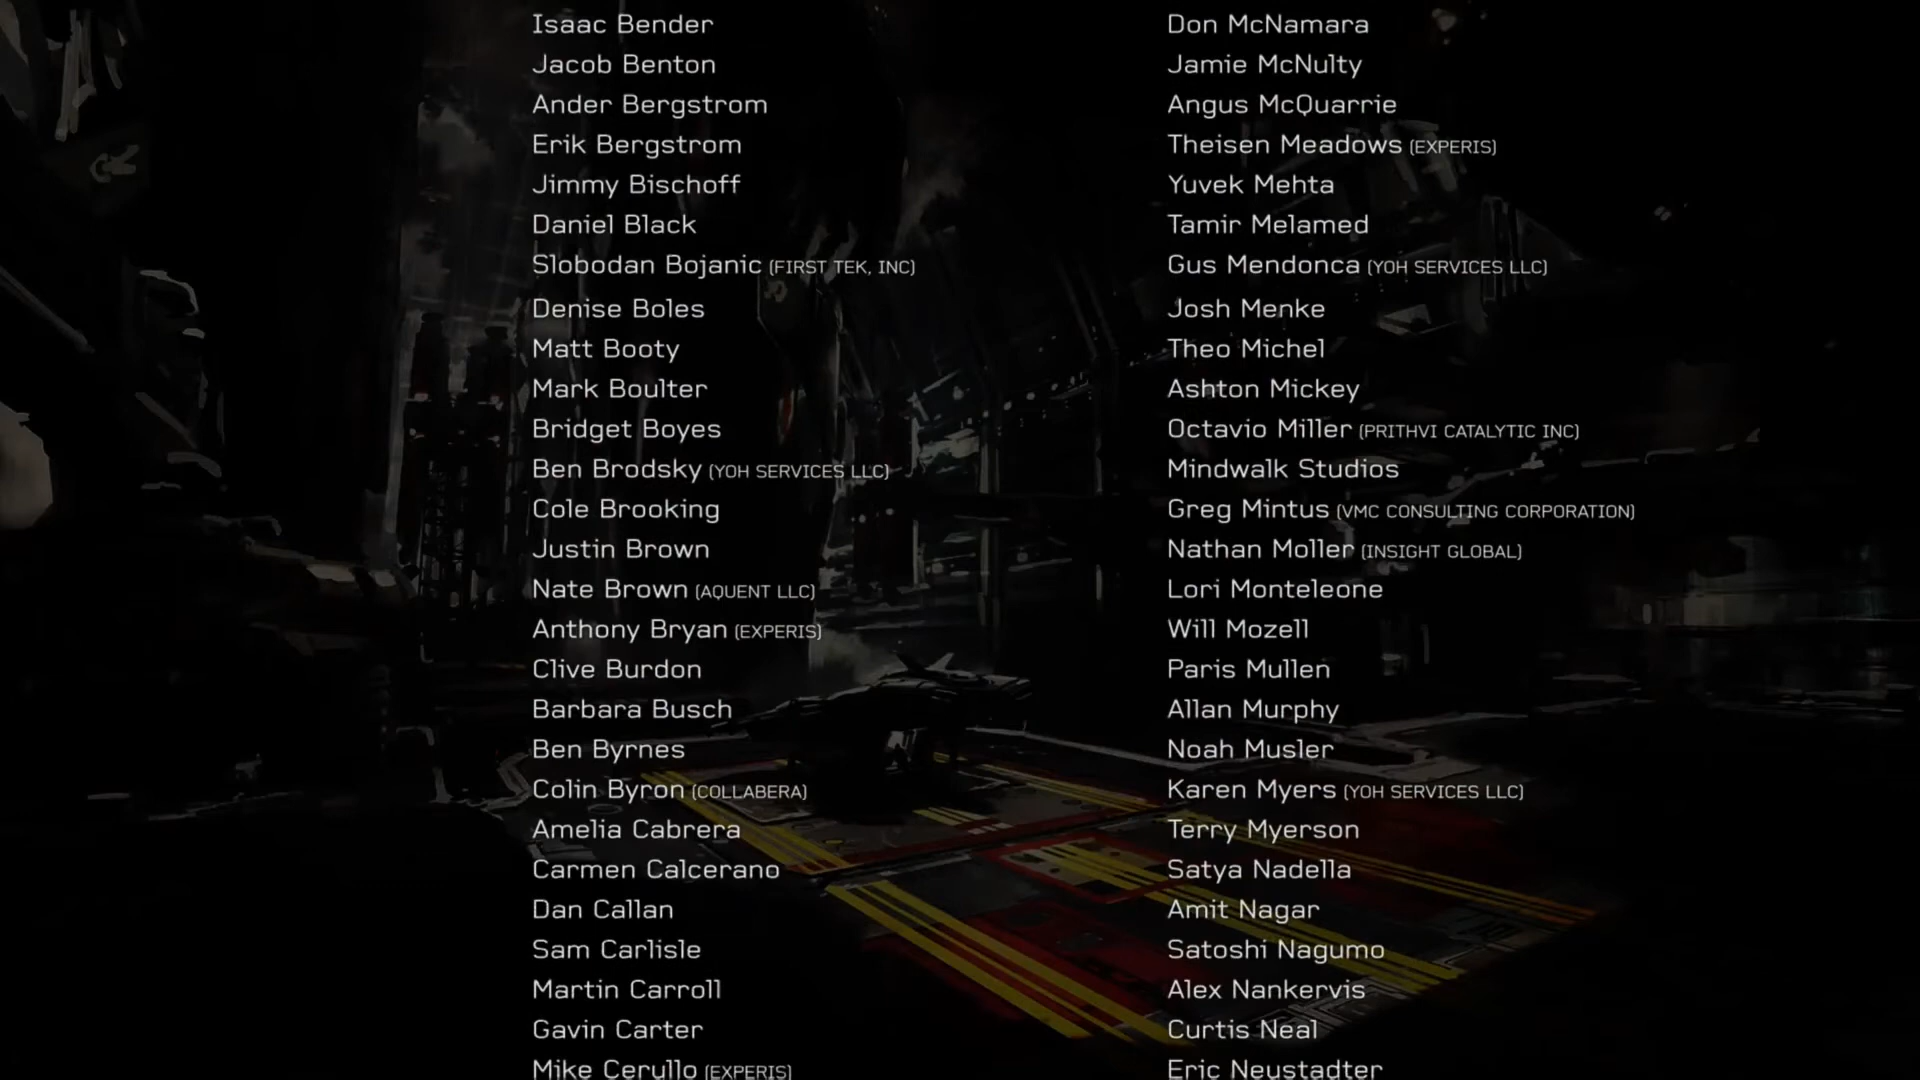 Isaac Bender
Jacob Benton
Ander Bergstrom
Erik Bergstrom
Jimmy Bischoff
Daniel Black
Slobodan Bojanic (FIRST TEK, INC)
Denise Boles
Matt Booty
Mark Boulter
Bridget Boyes
Ben Brodsky (YOH SERVICES LLC)
Cole Brooking
Justin Brown
Nate Brown (AQUENT LLC)
Anthony Bryan (EXPERIS)
Clive Burdon
Barbara Busch
Ben Byrnes
Colin Byron (COLLABERA)
Amelia Cabrera
Carmen Calcerano
Dan Callan
Sam Carlisle
Martin Carroll
Gavin Carter
Mike Cerullo (EXPERIS)
Don McNamara
Jamie McNulty
Angus McQuarrie
Theisen Meadows (EXPERIS)
Yuvek Mehta
Tamir Melamed
Gus Mendonca (YOH SERVICES LLC)
Josh Menke
Theo Michel
Ashton Mickey
Octavio Miller (PRITHVI CATALYTIC INC)
Mindwalk Studios
Greg Mintus (VMC CONSULTING CORPORATION)
Nathan Moller (INSIGHT GLOBAL)
Lori Monteleone
Will Mozell
Paris Mullen
Allan Murphy
Noah Musler
Karen Myers (YOH SERVICES LLC)
Terry Myerson
Satya Nadella
Amit Nagar
Satoshi Nagumo
Alex Nankervis
Curtis Neal
Eric Neustadter